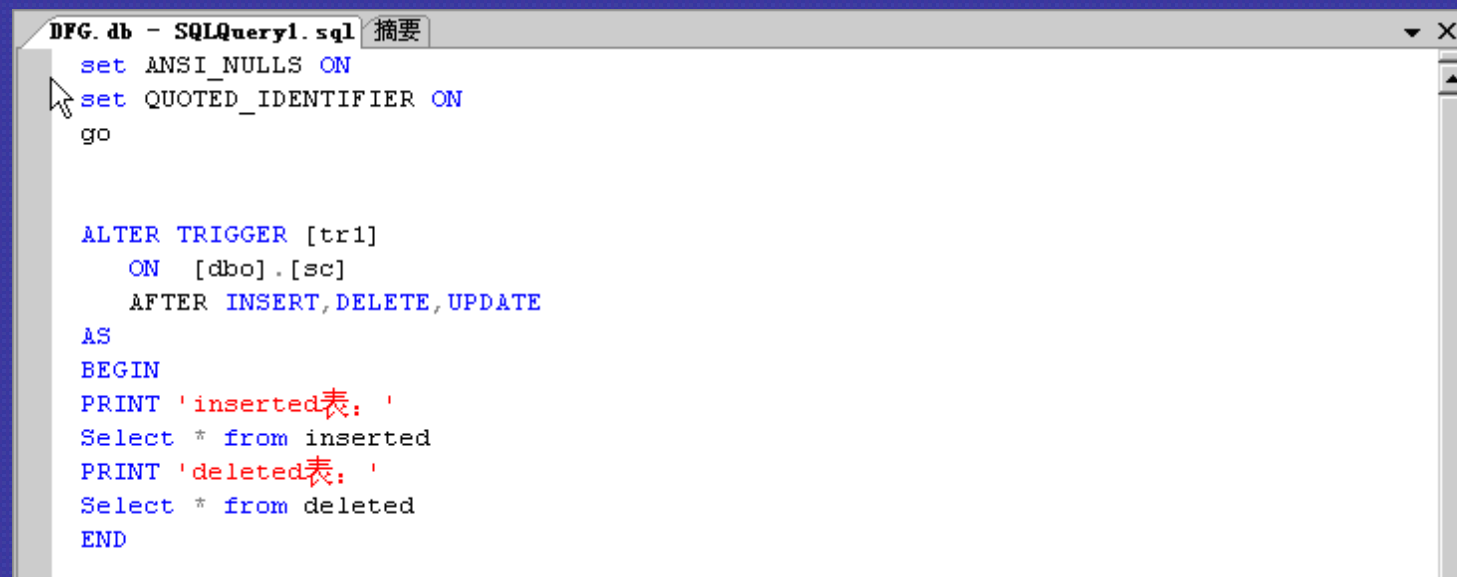 DFG.db - SQLQuery1.sql 摘要
set ANSI_NULLS ON
set QUOTED_IDENTIFIER ON
go
ALTER TRIGGER [tr1]
ON [dbo].[sc]
AFTER INSERT,DELETE,UPDATE
AS
BEGIN
PRINT 'inserted表：'
Select * from inserted
PRINT 'deleted表：'
Select * from deleted
END